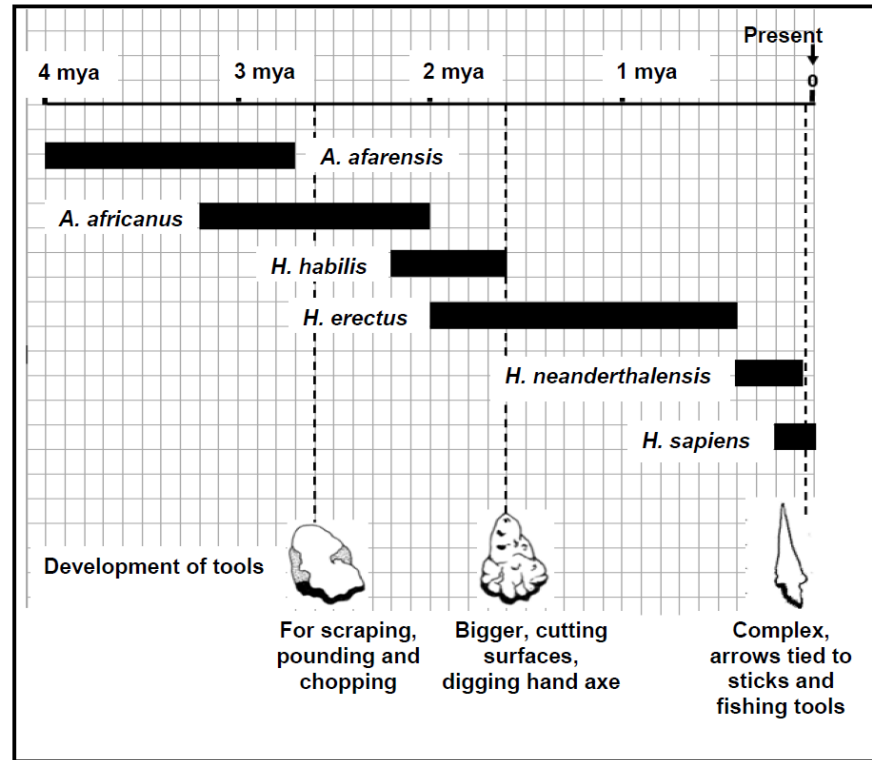 Present
4 mya 3 mya 2 mya 1 mya 0
A. afarensis
A. africanus
H. habilis
H. erectus
H. neanderthalensis
H. sapiens
Development of tools
For scraping,
pounding and
chopping
Bigger, cutting
surfaces,
digging hand axe
Complex,
arrows tied to
sticks and
fishing tools